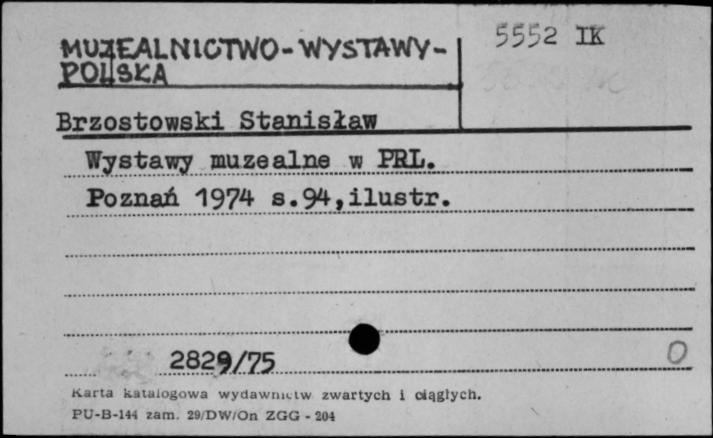 5552 IK
MUZEALNICTWO-WYSTAWY-
POLSKA
Brzostowski Stanisław
Wystawy muzealne w PRL.
Poznań 1974 s.94,ilustr.
2829/75
O
Karta katalogowa wydawnictw zwartych i ciągłych.
PU-B-144 zam. 29/DW/On ZGG - 204